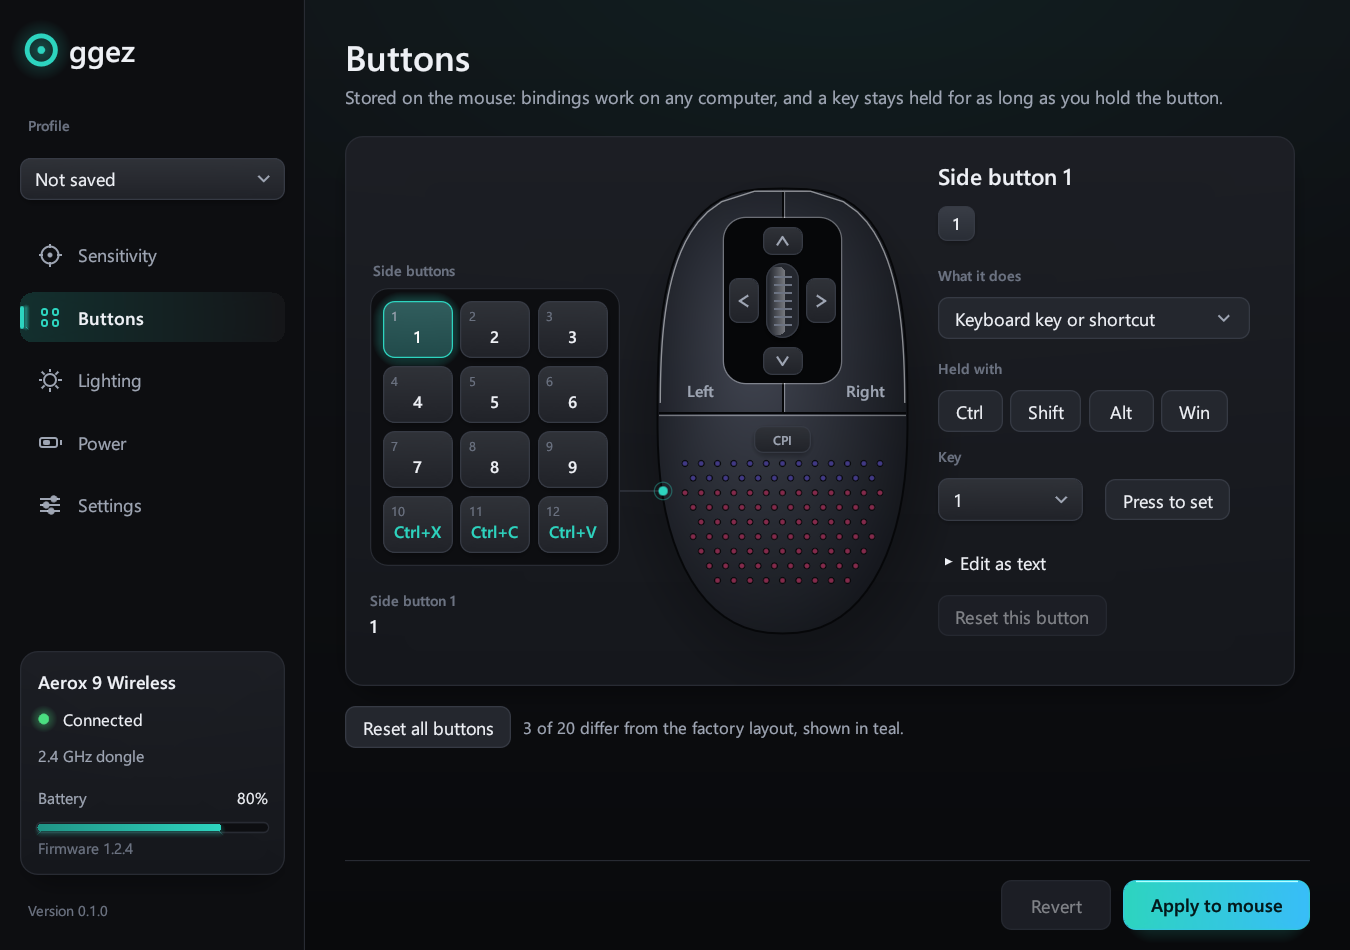 ggez
Profile
Not saved
Sensitivity
Buttons
Lighting
Power
Settings
Aerox 9 Wireless
Connected
2.4 GHz dongle
Battery 80%
Firmware 1.2.4
Version 0.1.0
Buttons
Stored on the mouse: bindings work on any computer, and a key stays held for as long as you hold the button.
Side buttons
1 2 3
1 2 3
4 5 6
4 5 6
7 8 9
7 8 9
10 11 12
Ctrl+X Ctrl+C Ctrl+V
Side button 1
1
Left Right
CPI
Side button 1
1
What it does
Keyboard key or shortcut
Held with
Ctrl Shift Alt Win
Key
1 Press to set
Edit as text
Reset this button
Reset all buttons 3 of 20 differ from the factory layout, shown in teal.
Revert Apply to mouse